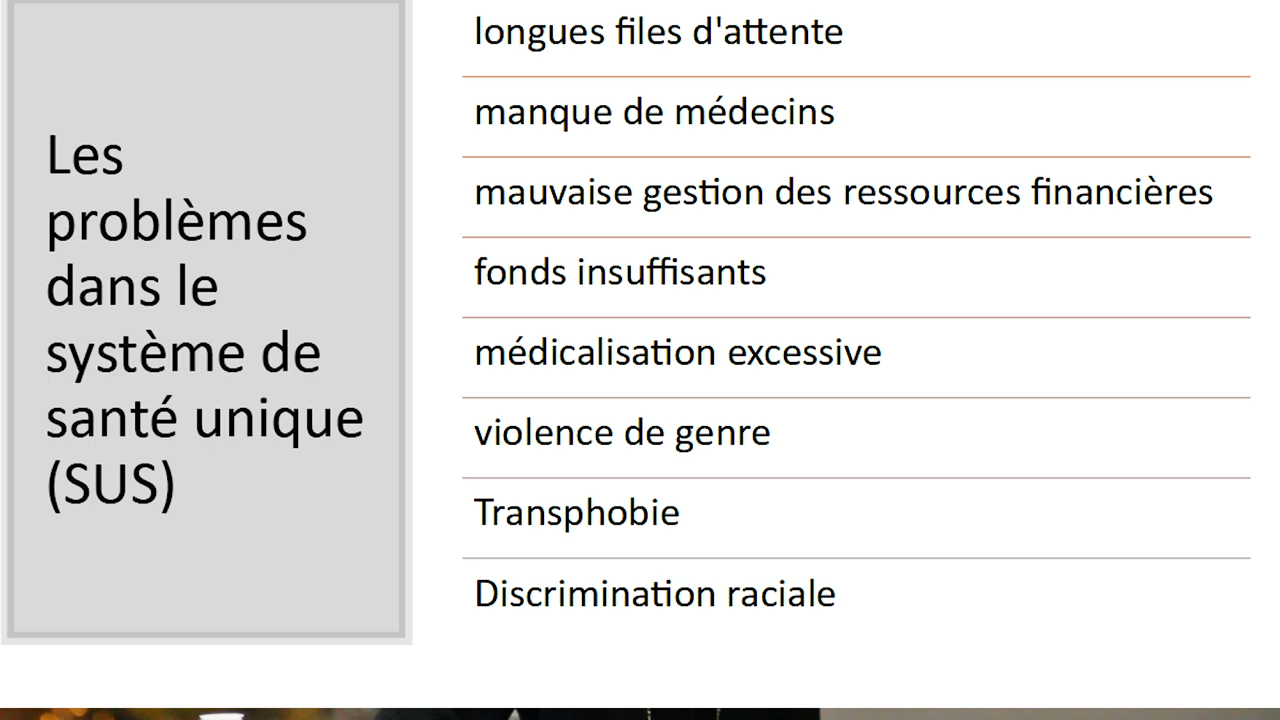 Les
problèmes
dans le
système de
santé unique
(SUS)
longues files d'attente
manque de médecins
mauvaise gestion des ressources financières
fonds insuffisants
médicalisation excessive
violence de genre
Transphobie
Discrimination raciale